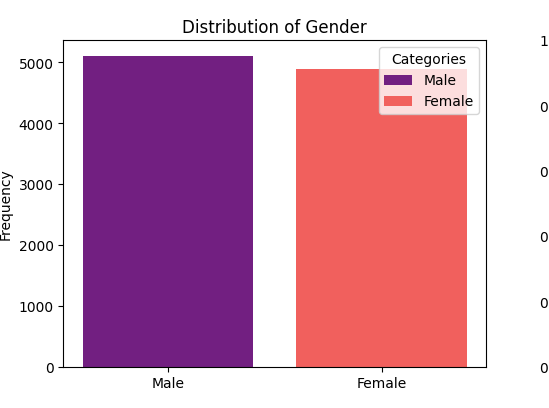 Distribution of Gender
Categories
Male
Female
Frequency
5000
4000
3000
2000
1000
0
Male
Female
1
0
0
0
0
0